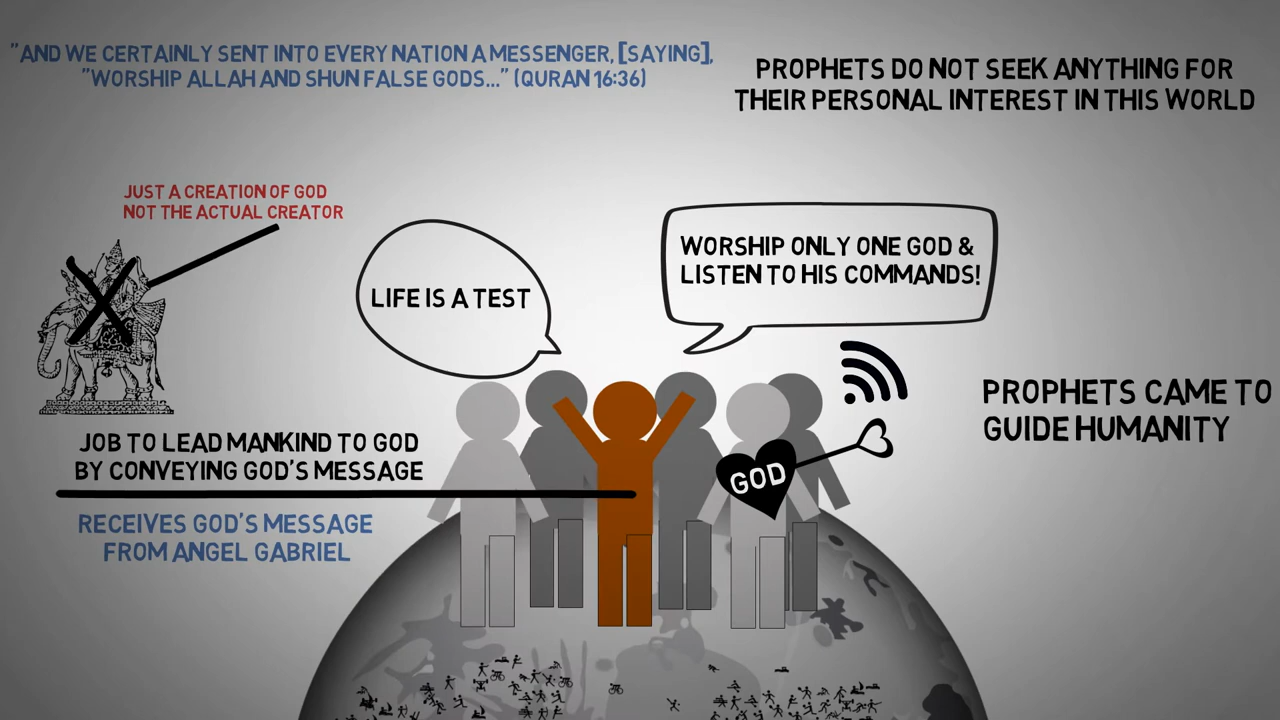 "AND WE CERTAINLY SENT INTO EVERY NATION A MESSENGER, [SAYING],
"WORSHIP ALLAH AND SHUN FALSE GODS..." (QURAN 16:36)
PROPHETS DO NOT SEEK ANYTHING FOR
THEIR PERSONAL INTEREST IN THIS WORLD
JUST A CREATION OF GOD
NOT THE ACTUAL CREATOR
LIFE IS A TEST
WORSHIP ONLY ONE GOD &
LISTEN TO HIS COMMANDS!
PROPHETS CAME TO
GUIDE HUMANITY
JOB TO LEAD MANKIND TO GOD
BY CONVEYING GOD'S MESSAGE
GOD
RECEIVES GOD'S MESSAGE
FROM ANGEL GABRIEL